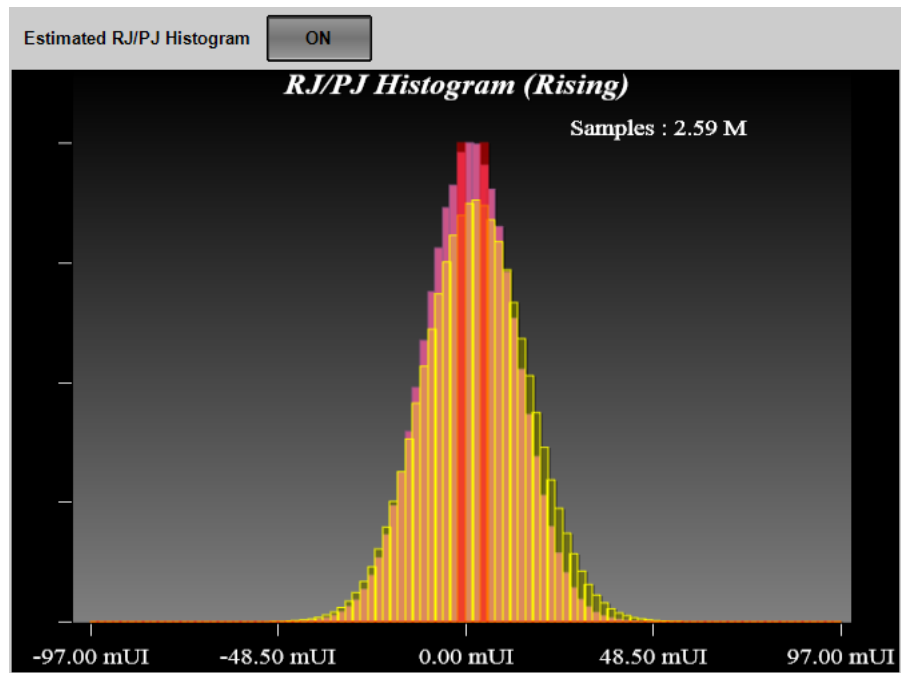 Estimated RJ/PJ Histogram ON
RJ/PJ Histogram (Rising)
Samples : 2.59 M
-97.00 mUI -48.50 mUI 0.00 mUI 48.50 mUI 97.00 mUI